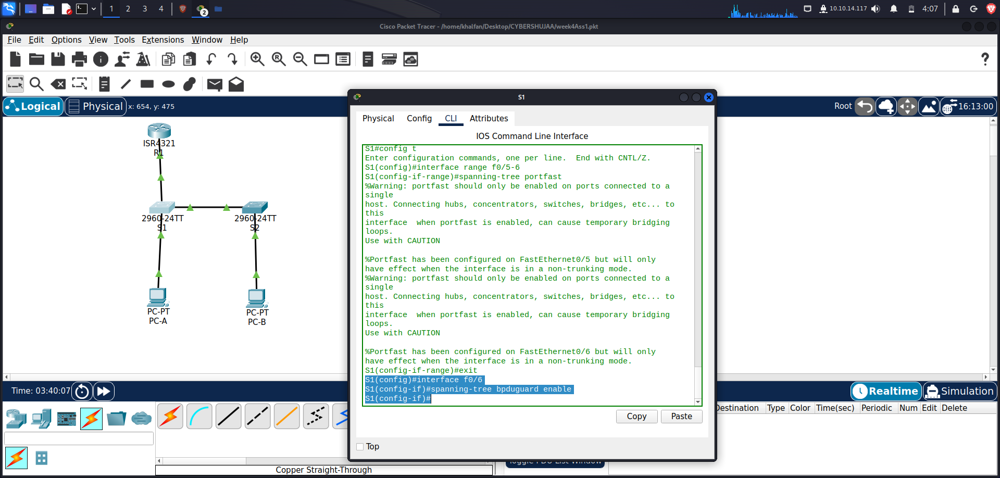 1 2 3 4 2 10.10.14.117 4:07
Cisco Packet Tracer - /home/khalfan/Desktop/CYBERSHUJAA/week4Ass1.pkt
File Edit Options View Tools Extensions Window Help
Logical Physical x: 654, y: 475
Root 16:13:00
ISR4321
R1
2960-24TT
S1
2960-24TT
S2
PC-PT
PC-A
PC-PT
PC-B
S1
Physical Config CLI Attributes
IOS Command Line Interface
S1#config t
Enter configuration commands, one per line.  End with CNTL/Z.
S1(config)#interface range f0/5-6
S1(config-if-range)#spanning-tree portfast
%Warning: portfast should only be enabled on ports connected to a
single
host. Connecting hubs, concentrators, switches, bridges, etc... to
this
interface  when portfast is enabled, can cause temporary bridging
loops.
Use with CAUTION
%Portfast has been configured on FastEthernet0/5 but will only
have effect when the interface is in a non-trunking mode.
%Warning: portfast should only be enabled on ports connected to a
single
host. Connecting hubs, concentrators, switches, bridges, etc... to
this
interface  when portfast is enabled, can cause temporary bridging
loops.
Use with CAUTION
%Portfast has been configured on FastEthernet0/6 but will only
have effect when the interface is in a non-trunking mode.
S1(config-if-range)#exit
S1(config)#interface f0/6
S1(config-if)#spanning-tree bpduguard enable
S1(config-if)#
Copy Paste
Top
Time: 03:40:07
Realtime Simulation
Destination Type Color Time(sec) Periodic Num Edit Delete
Toggle PDU List Window
Copper Straight-Through